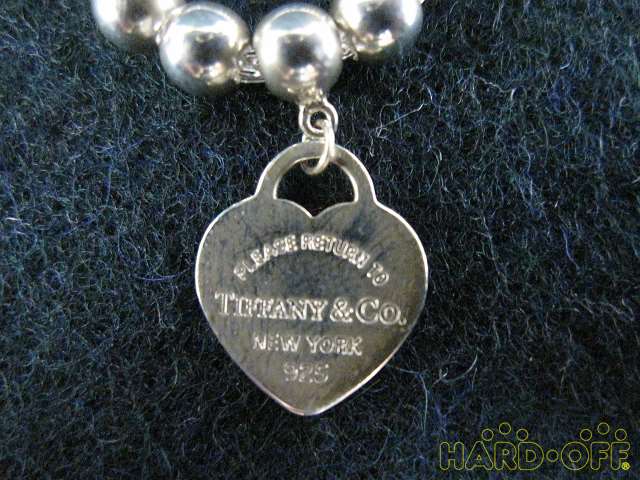 PLEASE RETURN TO
TIFFANY & CO.
NEW YORK
925
HARD·OFF